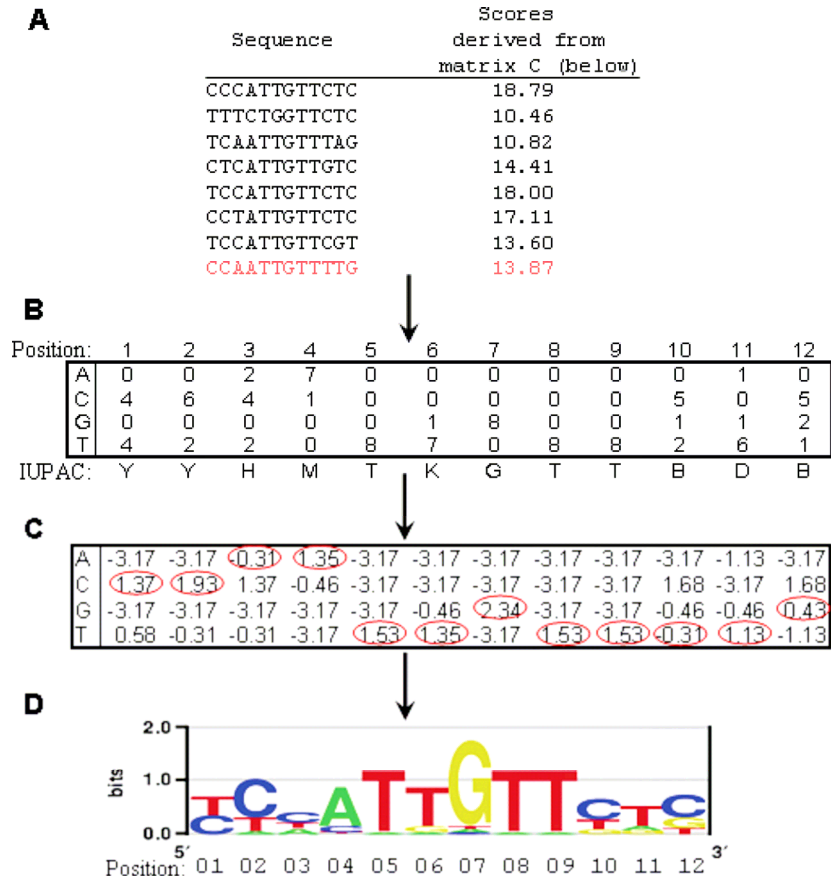 A
Scores
Sequence derived from
matrix C (below)
CCCATTGTTCTC 18.79
TTTCTGGTTCTC 10.46
TCAATTGTTTAG 10.82
CTCATTGTTGTC 14.41
TCCATTGTTCTC 18.00
CCTATTGTTCTC 17.11
TCCATTGTTCGT 13.60
CCAATTGTTTTG 13.87
B
Position: 1 2 3 4 5 6 7 8 9 10 11 12
A 0 0 2 7 0 0 0 0 0 0 1 0
C 4 6 4 1 0 0 0 0 0 5 0 5
G 0 0 0 0 0 1 8 0 0 1 1 2
T 4 2 2 0 8 7 0 8 8 2 6 1
IUPAC: Y Y H M T K G T T B D B
C
A -3.17 -3.17 -0.31 1.35 -3.17 -3.17 -3.17 -3.17 -3.17 -3.17 -1.13 -3.17
C 1.37 1.93 1.37 -0.46 -3.17 -3.17 -3.17 -3.17 -3.17 1.68 -3.17 1.68
G -3.17 -3.17 -3.17 -3.17 -3.17 -0.46 2.34 -3.17 -3.17 -0.46 -0.46 0.43
T 0.58 -0.31 -0.31 -3.17 1.53 1.35 -3.17 1.53 1.53 -0.31 1.13 -1.13
D
2.0
1.0
0.0
bits
T C C A T T G T T C T C
C T T C G T T A G
A A T
5′ 3′
Position: 01 02 03 04 05 06 07 08 09 10 11 12